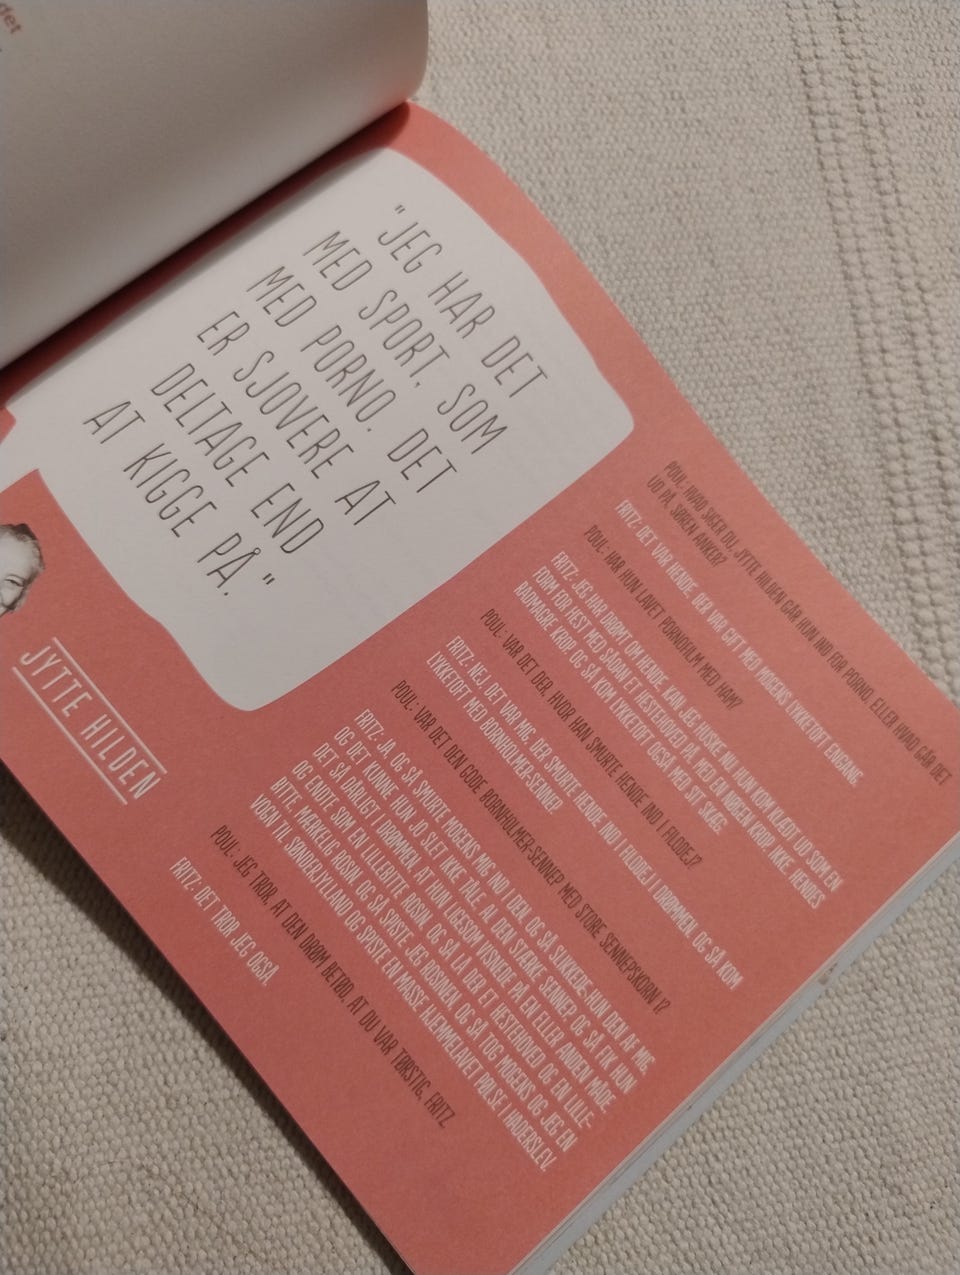 det
"JEG HAR DET
MED SPORT, SOM
MED PORNO. DET
ER SJOVERE AT
DELTAGE END
AT KIGGE PÅ."
JYTTE HILDEN
POUL: HVAD SIGER DU, JYTTE HILDEN GÅR HUN IND FOR PORNO, ELLER HVAD GÅR DET
UD PÅ, SØREN ANKER?
FRITZ: DET VAR HENDE, DER VAR GIFT MED MOGENS LYKKETOFT ENGANG.
POUL: HAR HUN LAVET PORNOFILM MED HAM?
FRITZ: JEG HAR DRØMT OM HENDE, KAN JEG HUSKE NU. HUN KOM KLÆDT UD SOM EN
FORM FOR HEST MED SÅDAN ET HESTEHOVED PÅ, MED EN NØGEN KROP, IKK', HENDES
RADMAGRE KROP, OG SÅ KOM LYKKETOFT OGSÅ MED SIT SKÆG.
POUL: VAR DET DER, HVOR HAN SMURTE HENDE IND I FILODEJ?
FRITZ: NEJ, DET VAR MIG, DER SMURTE HENDE IND I FILODEJ I DRØMMEN, OG SÅ KOM
LYKKETOFT MED BORNHOLMER-SENNEP.
POUL: VAR DET DEN GODE BORNHOLMER-SENNEP MED STORE SENNEPSKORN I?
FRITZ: JA, OG SÅ SMURTE MOGENS MIG IND I DEN, OG SÅ SLIKKEDE HUN DEN AF MIG,
OG DET KUNNE HUN JO SLET IKKE TÅLE, AL DEN STÆRKE SENNEP, OG SÅ FIK HUN
DET SÅ DÅRLIGT I DRØMMEN, AT HUN LIGESOM VISNEDE PÅ EN ELLER ANDEN MÅDE
OG ENDTE SOM EN LILLEBITTE ROSIN, OG SÅ LÅ DER ET HESTEHOVED OG EN LILLE-
BITTE, MÆRKELIG ROSIN, OG SÅ SPISTE JEG ROSINEN, OG SÅ TOG MOGENS OG JEG EN
VOGN TIL SØNDERJYLLAND OG SPISTE EN MASSE HJEMMELAVET PØLSE I HADERSLEV.
POUL: JEG TROR, AT DEN DRØM BETØD, AT DU VAR TØRSTIG, FRITZ.
FRITZ: DET TROR JEG OGSÅ.